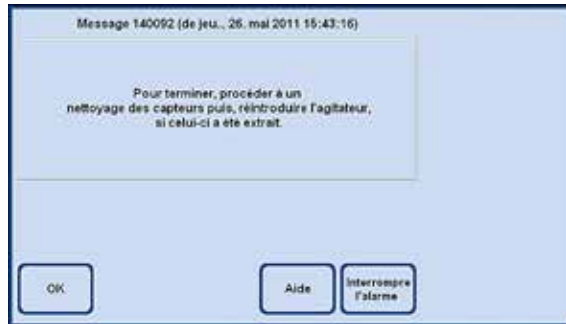 Message 140092 (de jeu., 26. mai 2011 15:43:16)
Pour terminer, procéder à un
nettoyage des capteurs puis, réintroduire l'agitateur,
si celui-ci a été extrait.
OK
Aide
Interrompre
l'alarme